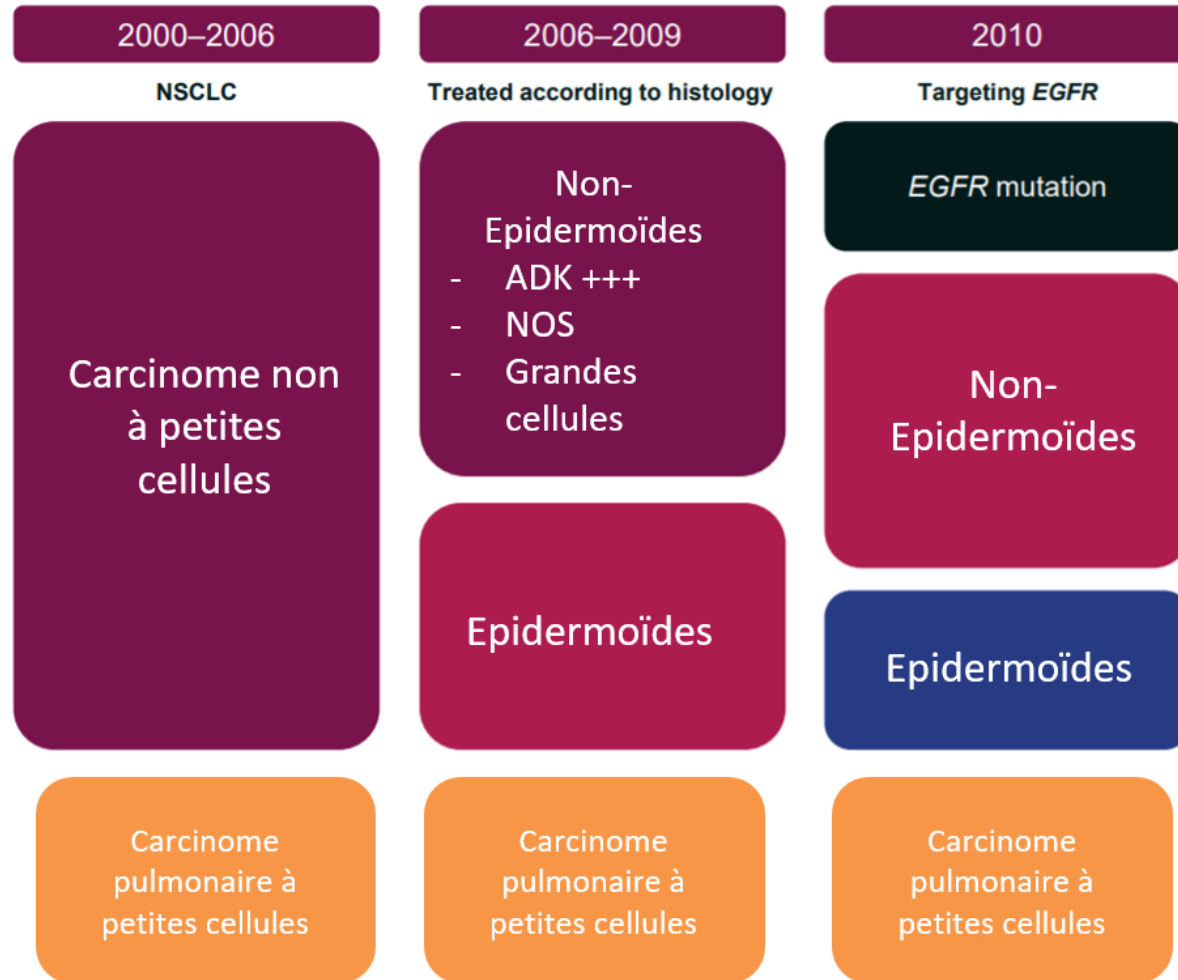 2000–2006
NSCLC
Carcinome non
à petites
cellules
Carcinome
pulmonaire à
petites cellules
2006–2009
Treated according to histology
Non-
Epidermoïdes
- ADK +++
- NOS
- Grandes
cellules
Epidermoïdes
Carcinome
pulmonaire à
petites cellules
2010
Targeting EGFR
EGFR mutation
Non-
Epidermoïdes
Epidermoïdes
Carcinome
pulmonaire à
petites cellules